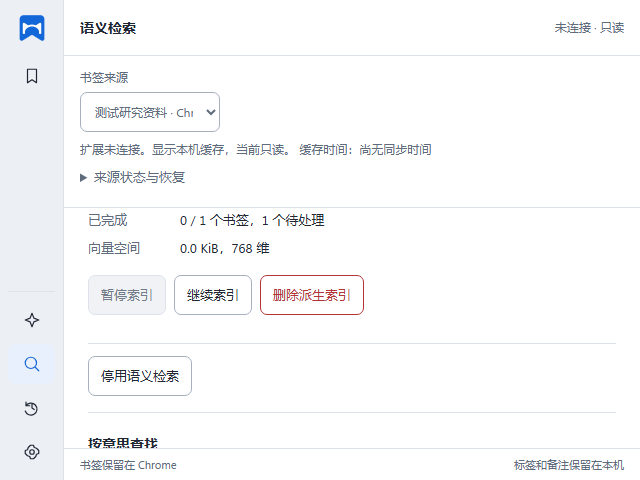 语义检索
未连接 · 只读
书签来源
测试研究资料 · Chr
扩展未连接。显示本机缓存，当前只读。 缓存时间：尚无同步时间
来源状态与恢复
已完成 0 / 1 个书签，1 个待处理
向量空间 0.0 KiB，768 维
暂停索引 继续索引 删除派生索引
停用语义检索
按意思查找
书签保留在 Chrome
标签和备注保留在本机